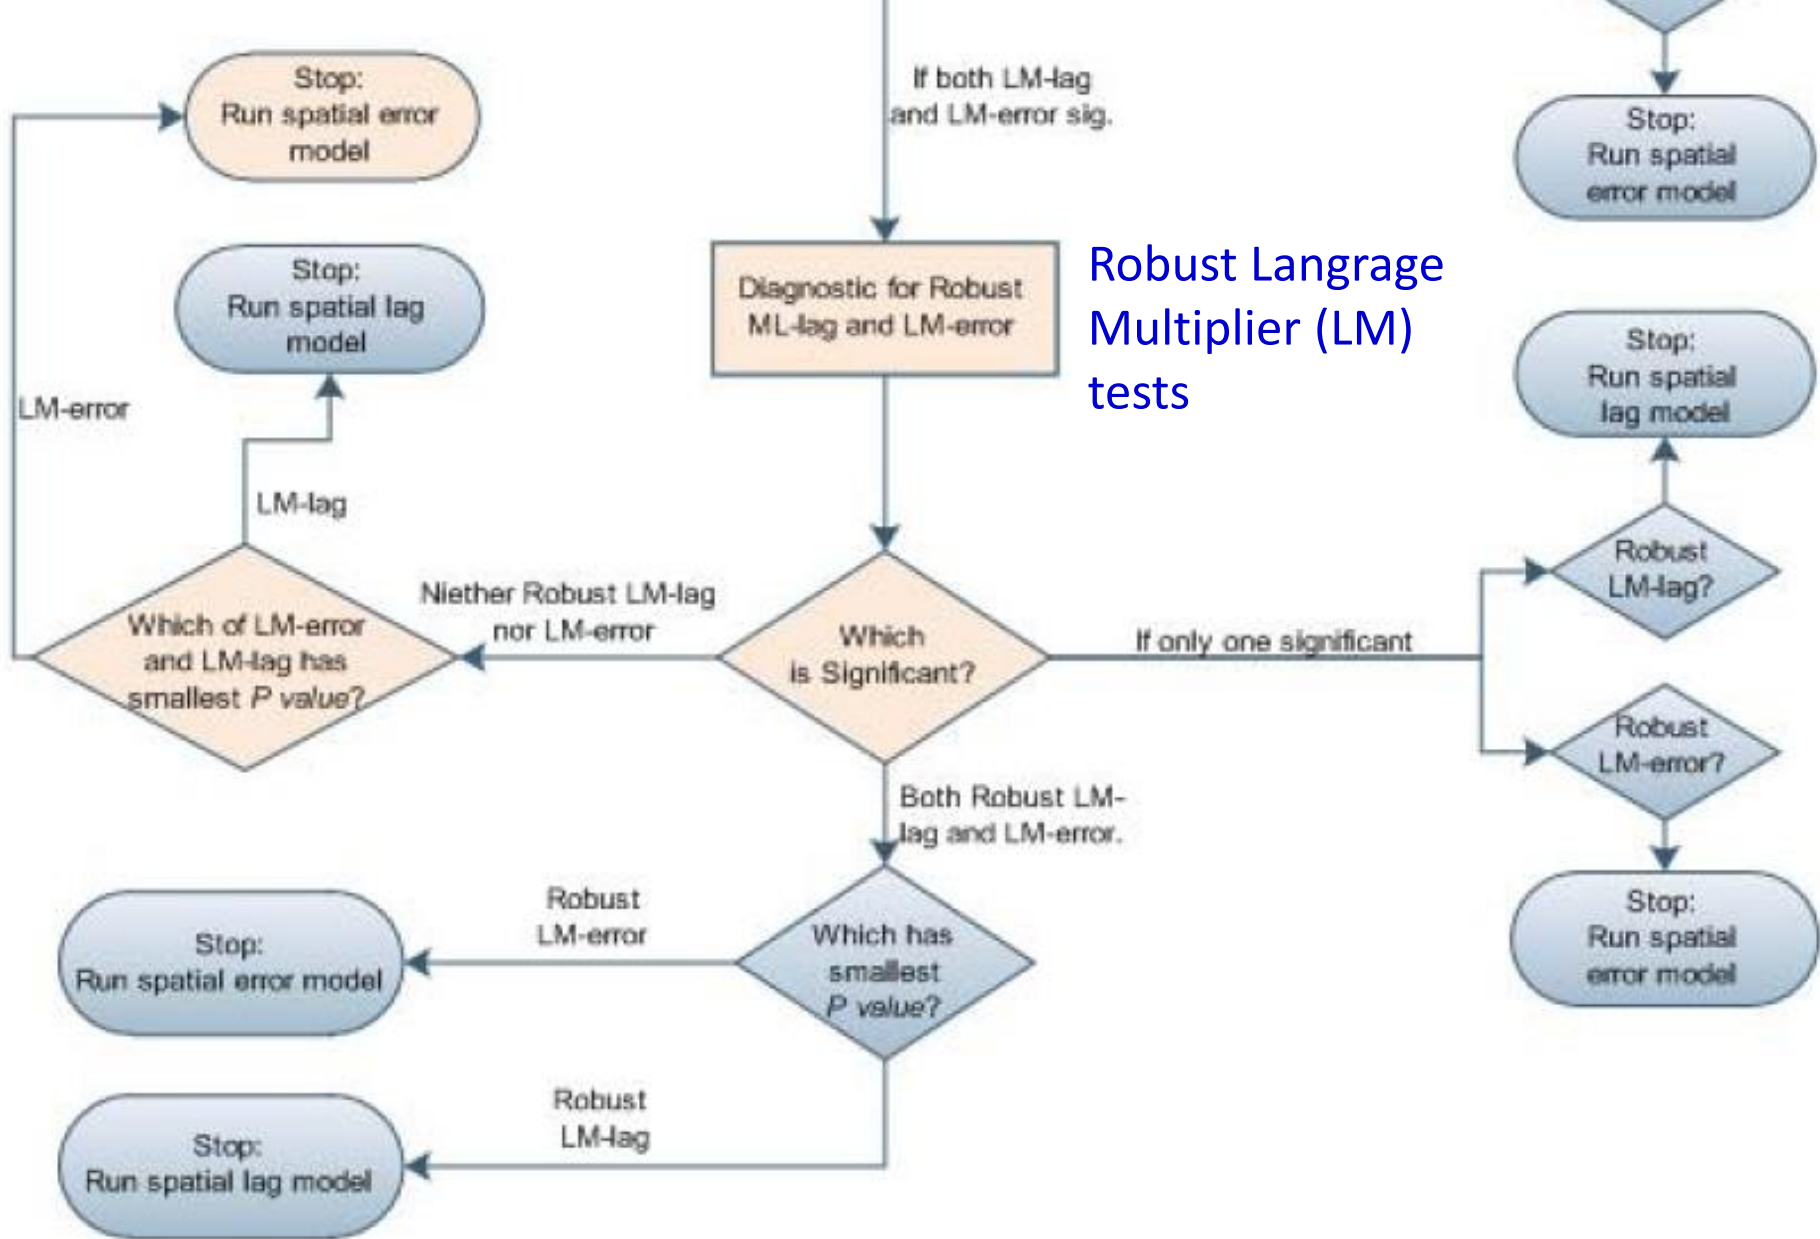 If both LM-lag
and LM-error sig.
Stop:
Run spatial error
model
Stop:
Run spatial
error model
Stop:
Run spatial lag
model
Diagnostic for Robust
ML-lag and LM-error
Robust Langrage
Multiplier (LM)
tests
Stop:
Run spatial
lag model
LM-error
LM-lag
Which of LM-error
and LM-lag has
smallest P value?
Niether Robust LM-lag
nor LM-error
Which
is Significant?
If only one significant
Robust
LM-lag?
Robust
LM-error?
Both Robust LM-
lag and LM-error.
Stop:
Run spatial error model
Robust
LM-error
Which has
smallest
P value?
Stop:
Run spatial
error model
Robust
LM-lag
Stop:
Run spatial lag model